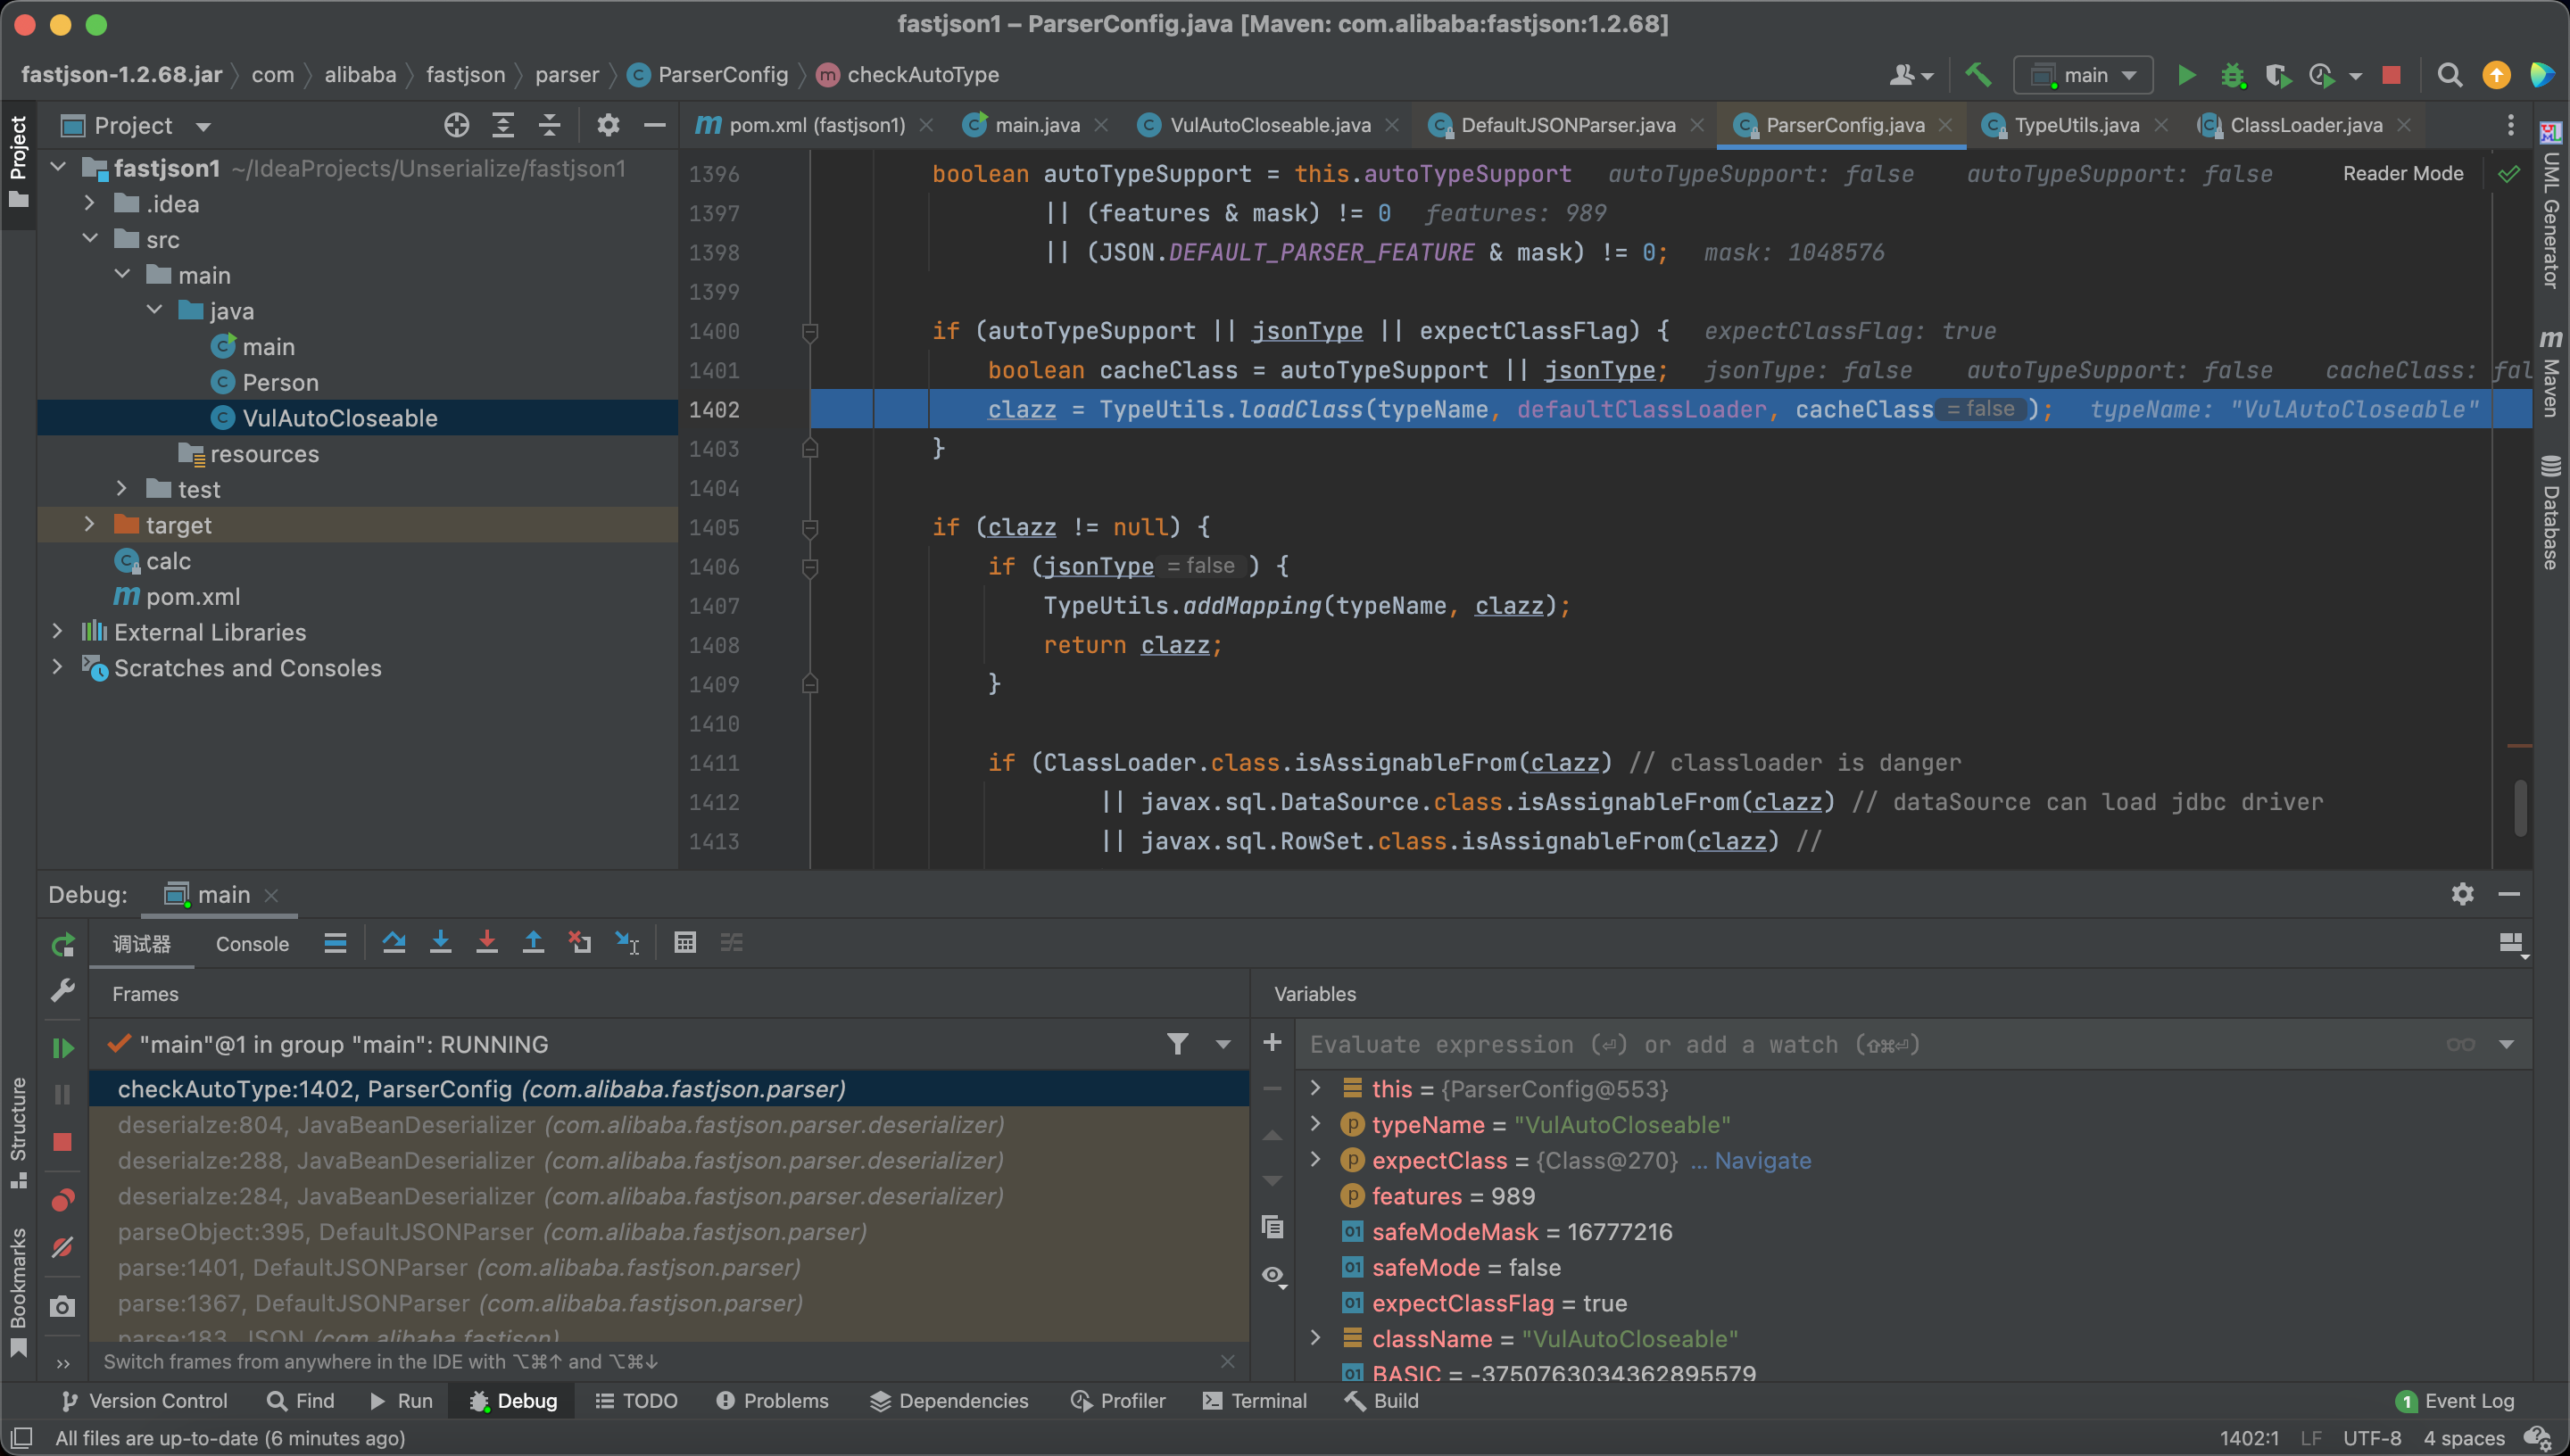 fastjson1 – ParserConfig.java [Maven: com.alibaba:fastjson:1.2.68]
fastjson-1.2.68.jar com alibaba fastjson parser ParserConfig checkAutoType
main
Project
pom.xml (fastjson1) main.java VulAutoCloseable.java DefaultJSONParser.java ParserConfig.java TypeUtils.java ClassLoader.java
Project
fastjson1 ~/IdeaProjects/Unserialize/fastjson1
.idea
src
main
java
main
Person
VulAutoCloseable
resources
test
target
calc
pom.xml
External Libraries
Scratches and Consoles
Reader Mode
1396 boolean autoTypeSupport = this.autoTypeSupport autoTypeSupport: false autoTypeSupport: false
1397 || (features & mask) != 0 features: 989
1398 || (JSON.DEFAULT_PARSER_FEATURE & mask) != 0; mask: 1048576
1399
1400 if (autoTypeSupport || jsonType || expectClassFlag) { expectClassFlag: true
1401 boolean cacheClass = autoTypeSupport || jsonType; jsonType: false autoTypeSupport: false cacheClass: fal
1402 clazz = TypeUtils.loadClass(typeName, defaultClassLoader, cacheClass = false ); typeName: "VulAutoCloseable"
1403 }
1404
1405 if (clazz != null) {
1406 if (jsonType = false ) {
1407 TypeUtils.addMapping(typeName, clazz);
1408 return clazz;
1409 }
1410
1411 if (ClassLoader.class.isAssignableFrom(clazz) // classloader is danger
1412 || javax.sql.DataSource.class.isAssignableFrom(clazz) // dataSource can load jdbc driver
1413 || javax.sql.RowSet.class.isAssignableFrom(clazz) //
UML Generator
Maven
Database
Debug: main
调试器 Console
Frames
"main"@1 in group "main": RUNNING
checkAutoType:1402, ParserConfig (com.alibaba.fastjson.parser)
deserialze:804, JavaBeanDeserializer (com.alibaba.fastjson.parser.deserializer)
deserialze:288, JavaBeanDeserializer (com.alibaba.fastjson.parser.deserializer)
deserialze:284, JavaBeanDeserializer (com.alibaba.fastjson.parser.deserializer)
parseObject:395, DefaultJSONParser (com.alibaba.fastjson.parser)
parse:1401, DefaultJSONParser (com.alibaba.fastjson.parser)
parse:1367, DefaultJSONParser (com.alibaba.fastjson.parser)
parse:183, JSON (com.alibaba.fastjson)
Switch frames from anywhere in the IDE with ⌥⌘↑ and ⌥⌘↓
Variables
Evaluate expression (⏎) or add a watch (⇧⌘⏎)
this = {ParserConfig@553}
typeName = "VulAutoCloseable"
expectClass = {Class@270} ... Navigate
features = 989
safeModeMask = 16777216
safeMode = false
expectClassFlag = true
className = "VulAutoCloseable"
BASIC = -3750763034362895579
Structure
Bookmarks
Version Control Find Run Debug TODO Problems Dependencies Profiler Terminal Build 1 Event Log
All files are up-to-date (6 minutes ago) 1402:1 LF UTF-8 4 spaces